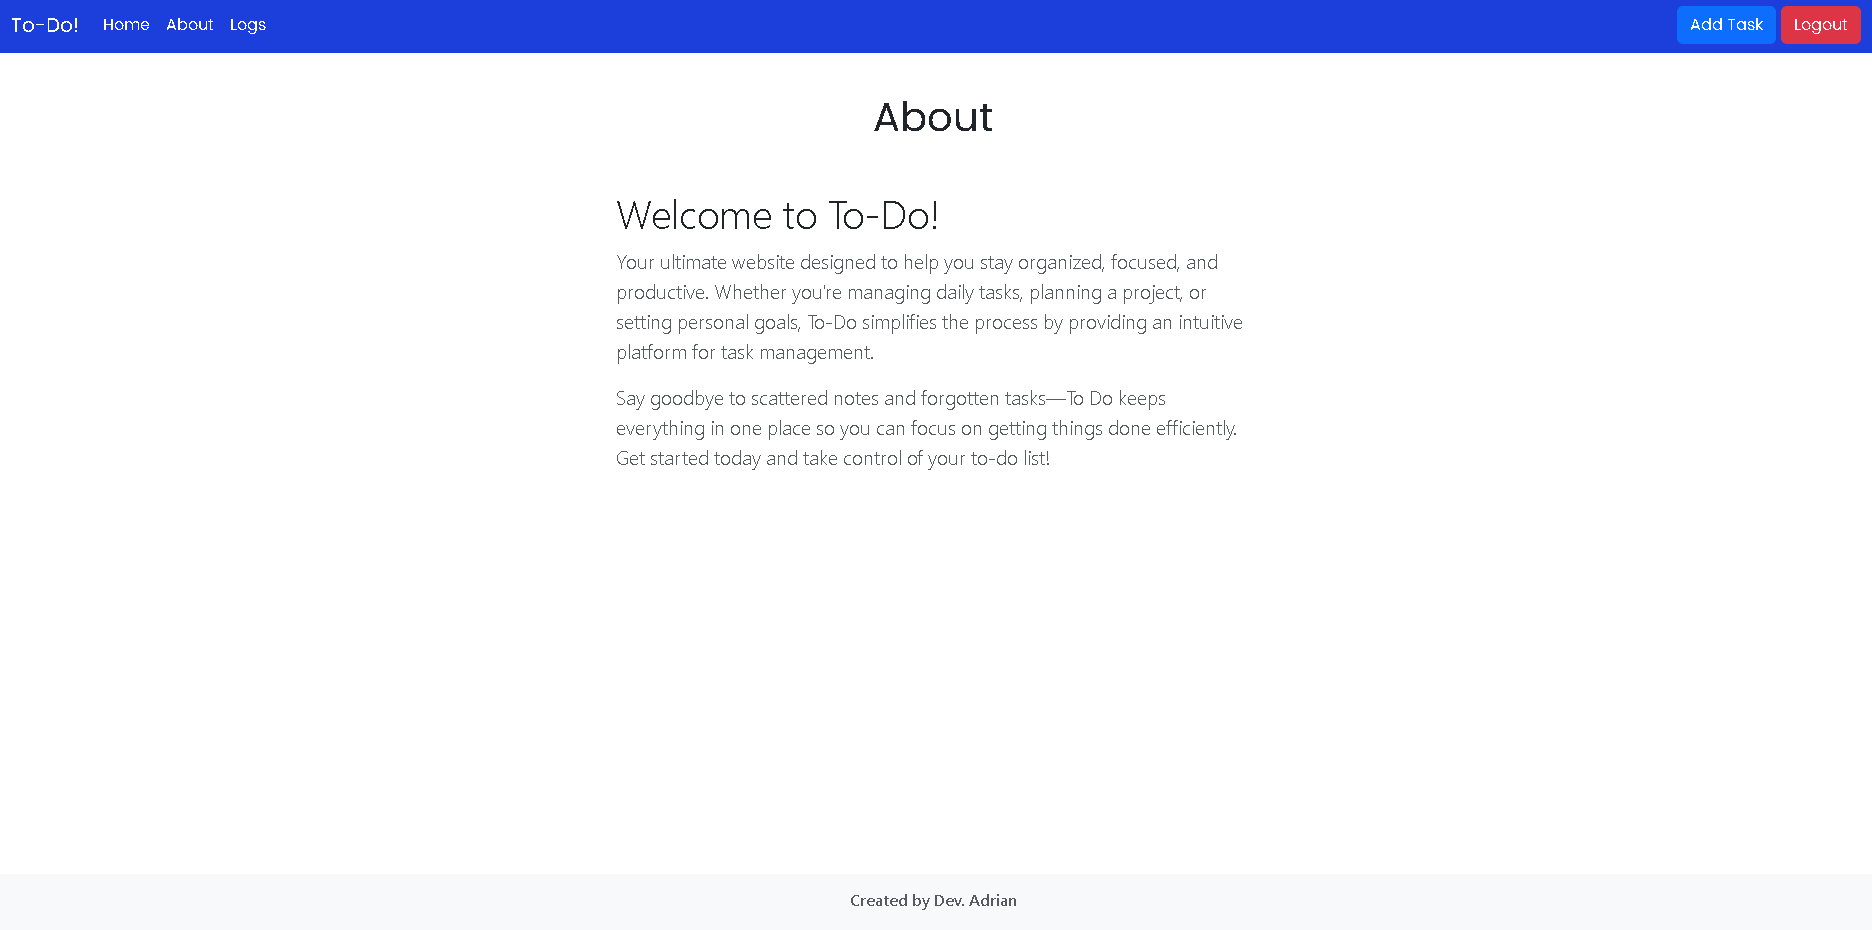 To-Do! Home About Logs Add Task Logout
About
Welcome to To-Do!
Your ultimate website designed to help you stay organized, focused, and
productive. Whether you're managing daily tasks, planning a project, or
setting personal goals, To-Do simplifies the process by providing an intuitive
platform for task management.
Say goodbye to scattered notes and forgotten tasks—To Do keeps
everything in one place so you can focus on getting things done efficiently.
Get started today and take control of your to-do list!
Created by Dev. Adrian